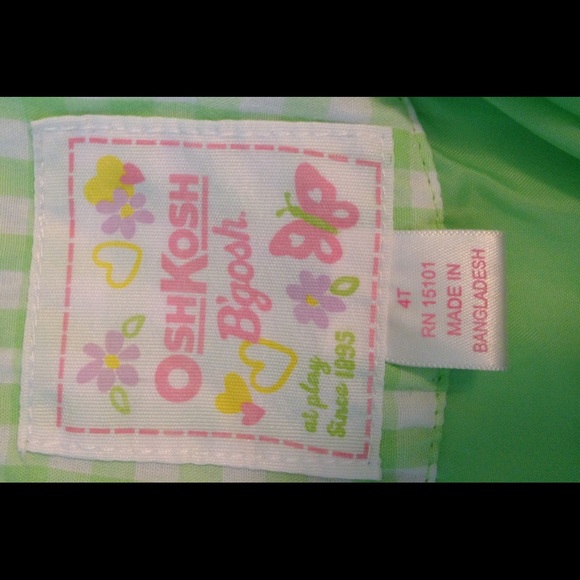 OSHKOSH
B'gosh.
at play
Since 1895
4T
RN 15101
MADE IN
BANGLADESH